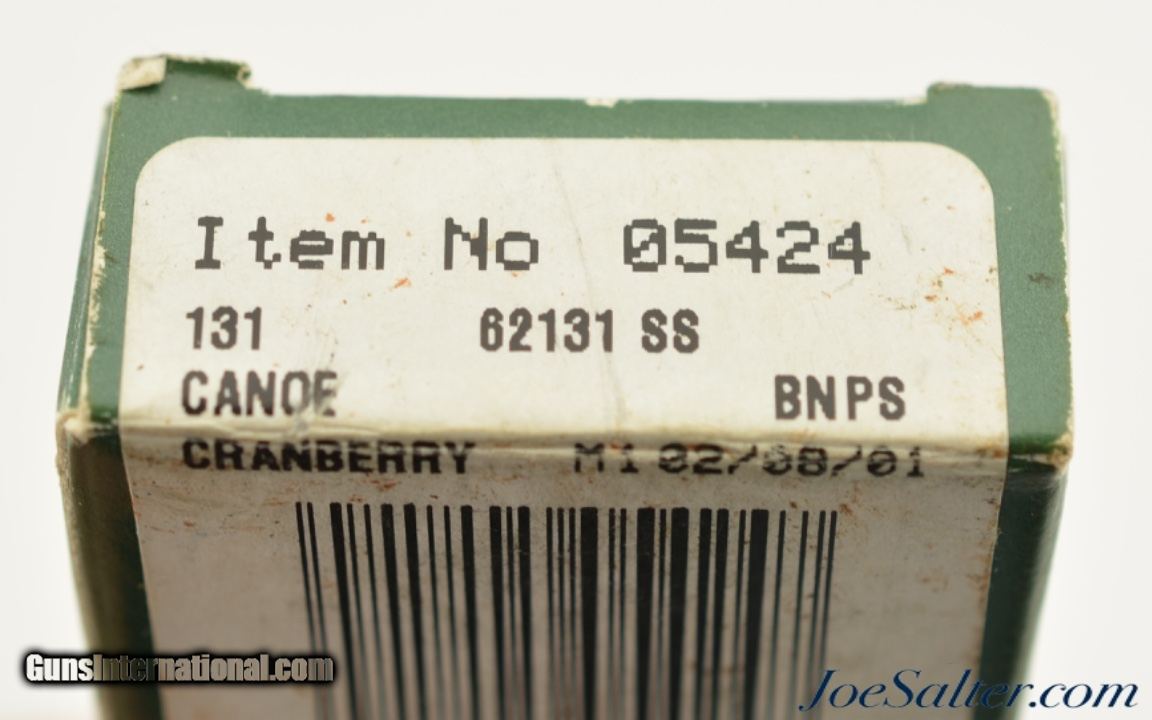 Item No 05424
131 62131 SS
CANOE BNPS
CRANBERRY M1 02/08/01
GunsInternational.com
JoeSalter.com